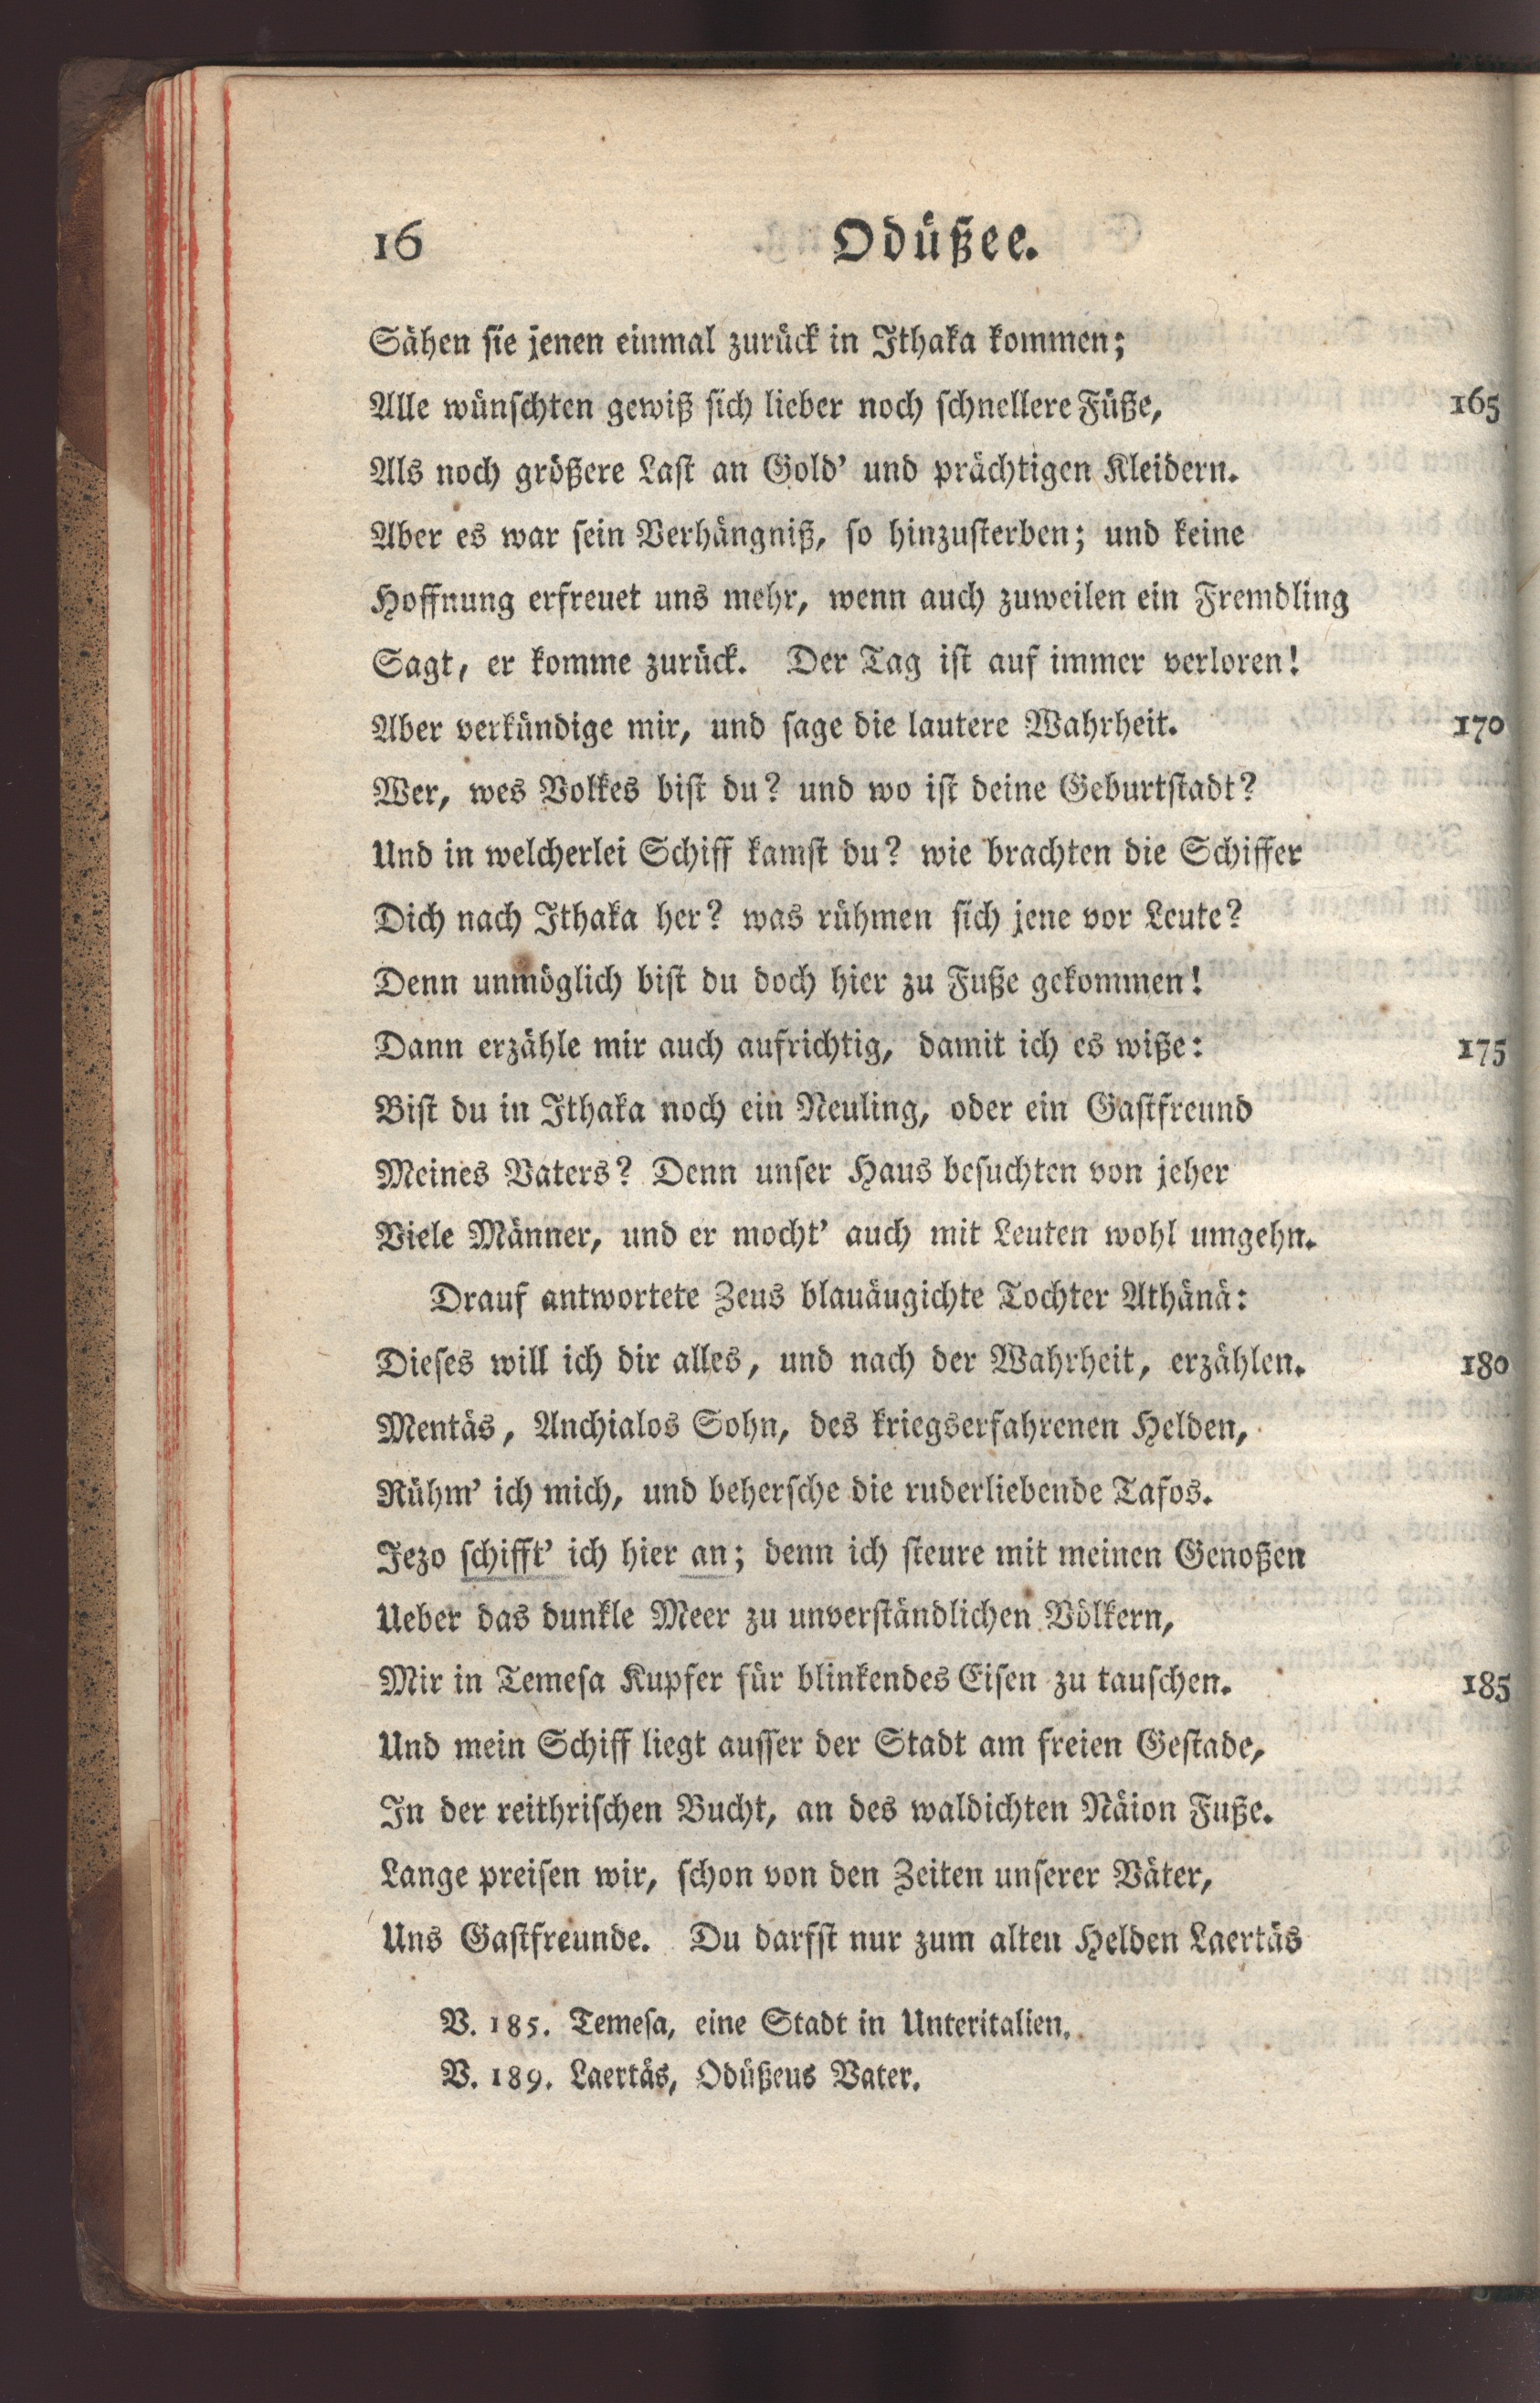 16 Odüßee.
Sähen sie jenen einmal zurück in Ithaka kommen;
Alle wünschten gewiß sich lieber noch schnellere Füße, 165
Als noch größere Last an Gold' und prächtigen Kleidern.
Aber es war sein Verhängniß, so hinzusterben; und keine
Hoffnung erfreuet uns mehr, wenn auch zuweilen ein Fremdling
Sagt, er komme zurück. Der Tag ist auf immer verloren!
Aber verkündige mir, und sage die lautere Wahrheit. 170
Wer, wes Volkes bist du? und wo ist deine Geburtstadt?
Und in welcherlei Schiff kamst du? wie brachten die Schiffer
Dich nach Ithaka her? was rühmen sich jene vor Leute?
Denn unmöglich bist du doch hier zu Fuße gekommen!
Dann erzähle mir auch aufrichtig, damit ich es wiße: 175
Bist du in Ithaka noch ein Neuling, oder ein Gastfreund
Meines Vaters? Denn unser Haus besuchten von jeher
Viele Männer, und er mocht' auch mit Leuten wohl umgehn.
Drauf antwortete Zeus blauäugichte Tochter Athänä:
Dieses will ich dir alles, und nach der Wahrheit, erzählen. 180
Mentäs, Anchialos Sohn, des kriegserfahrenen Helden,
Rühm' ich mich, und behersche die ruderliebende Tafos.
Jezo schifft' ich hier an; denn ich steure mit meinen Genoßen
Ueber das dunkle Meer zu unverständlichen Völkern,
Mir in Temesa Kupfer für blinkendes Eisen zu tauschen. 185
Und mein Schiff liegt ausser der Stadt am freien Gestade,
In der reithrischen Bucht, an des waldichten Näion Fuße.
Lange preisen wir, schon von den Zeiten unserer Väter,
Uns Gastfreunde. Du darfst nur zum alten Helden Laertäs
V. 185. Temesa, eine Stadt in Unteritalien.
V. 189. Laertäs, Odüßeus Vater.